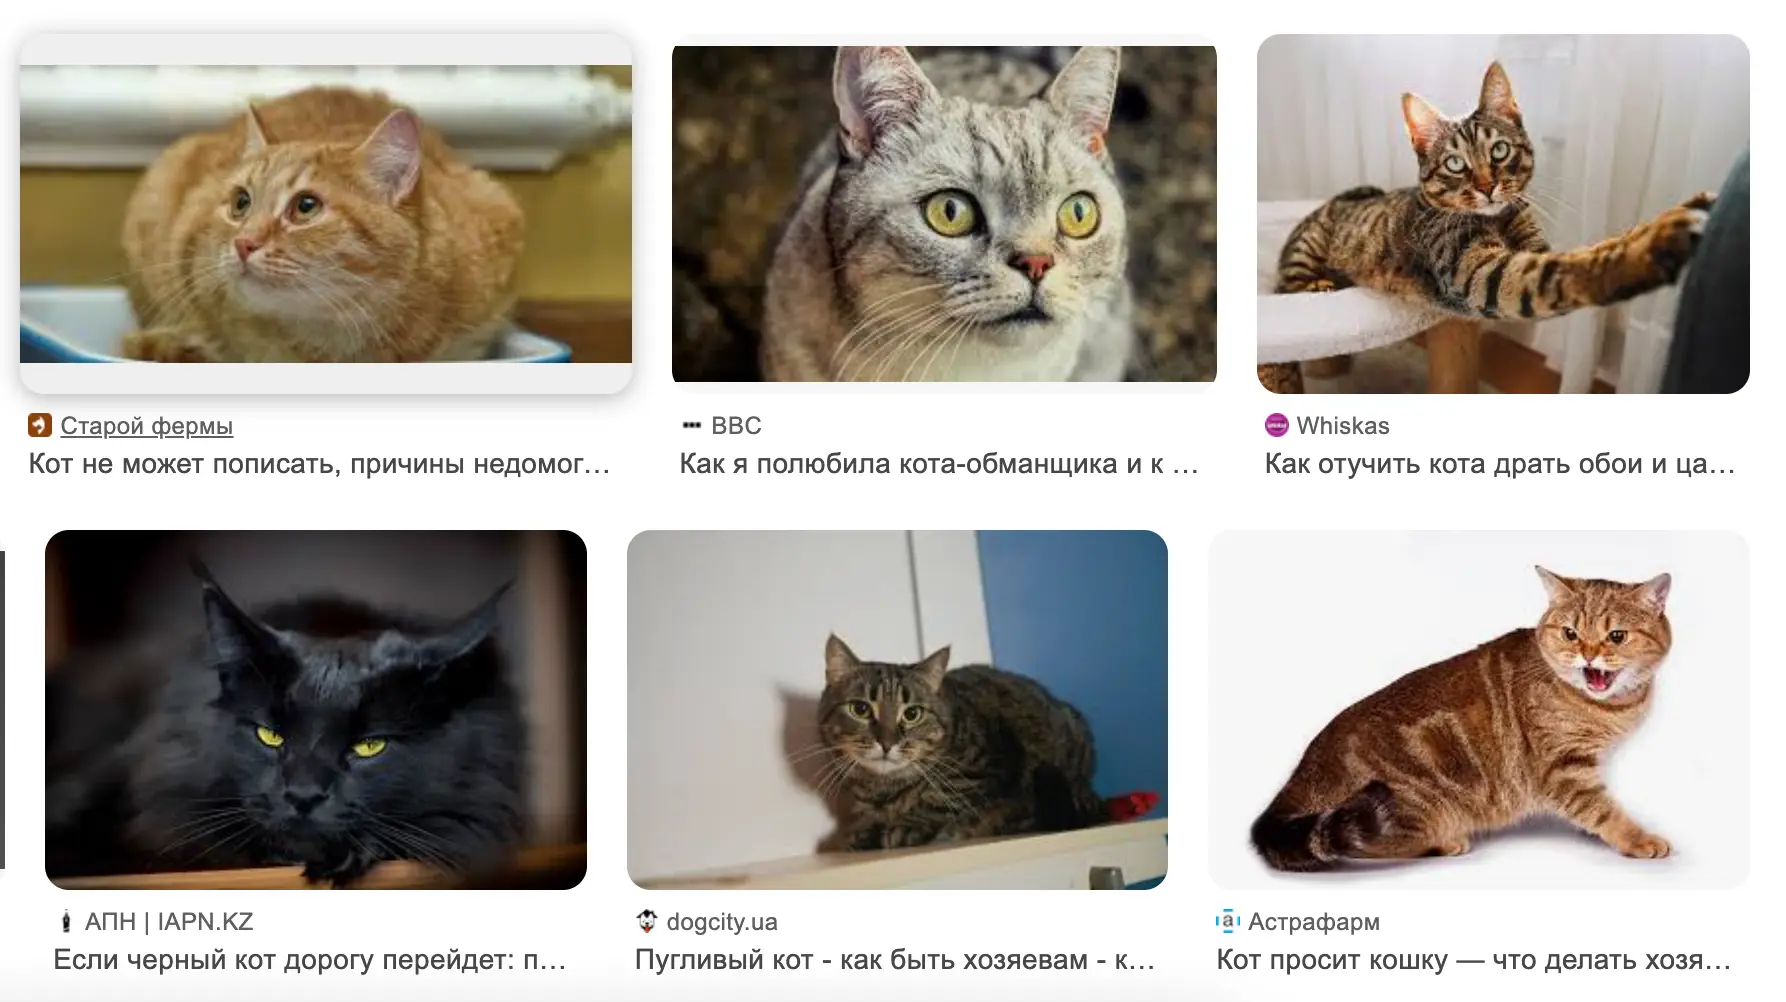 Старой фермы
Кот не может пописать, причины недомог...
BBC
Как я полюбила кота-обманщика и к ...
Whiskas
Как отучить кота драть обои и ца...
АПН | IAPN.KZ
Если черный кот дорогу перейдет: п...
dogcity.ua
Пугливый кот - как быть хозяевам - к...
Астрафарм
Кот просит кошку — что делать хозя...